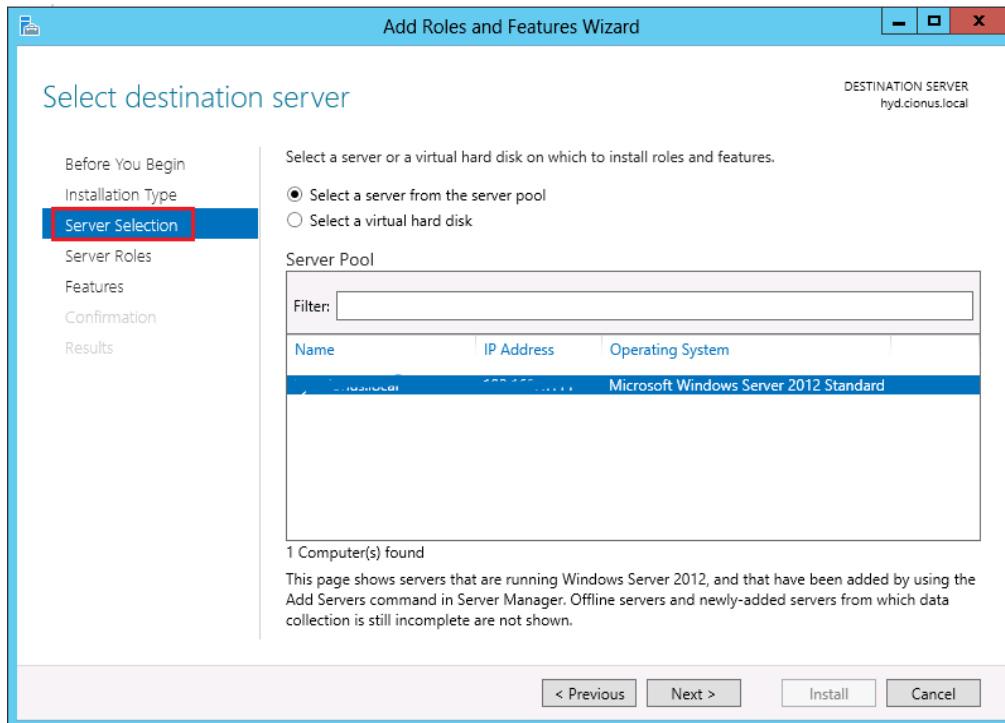 Add Roles and Features Wizard
Select destination server
DESTINATION SERVER
hyd.cionus.local
Before You Begin
Installation Type
Server Selection
Server Roles
Features
Confirmation
Results
Select a server or a virtual hard disk on which to install roles and features.
Select a server from the server pool
Select a virtual hard disk
Server Pool
Filter:
Name IP Address Operating System
Microsoft Windows Server 2012 Standard
1 Computer(s) found
This page shows servers that are running Windows Server 2012, and that have been added by using the
Add Servers command in Server Manager. Offline servers and newly-added servers from which data
collection is still incomplete are not shown.
< Previous Next > Install Cancel